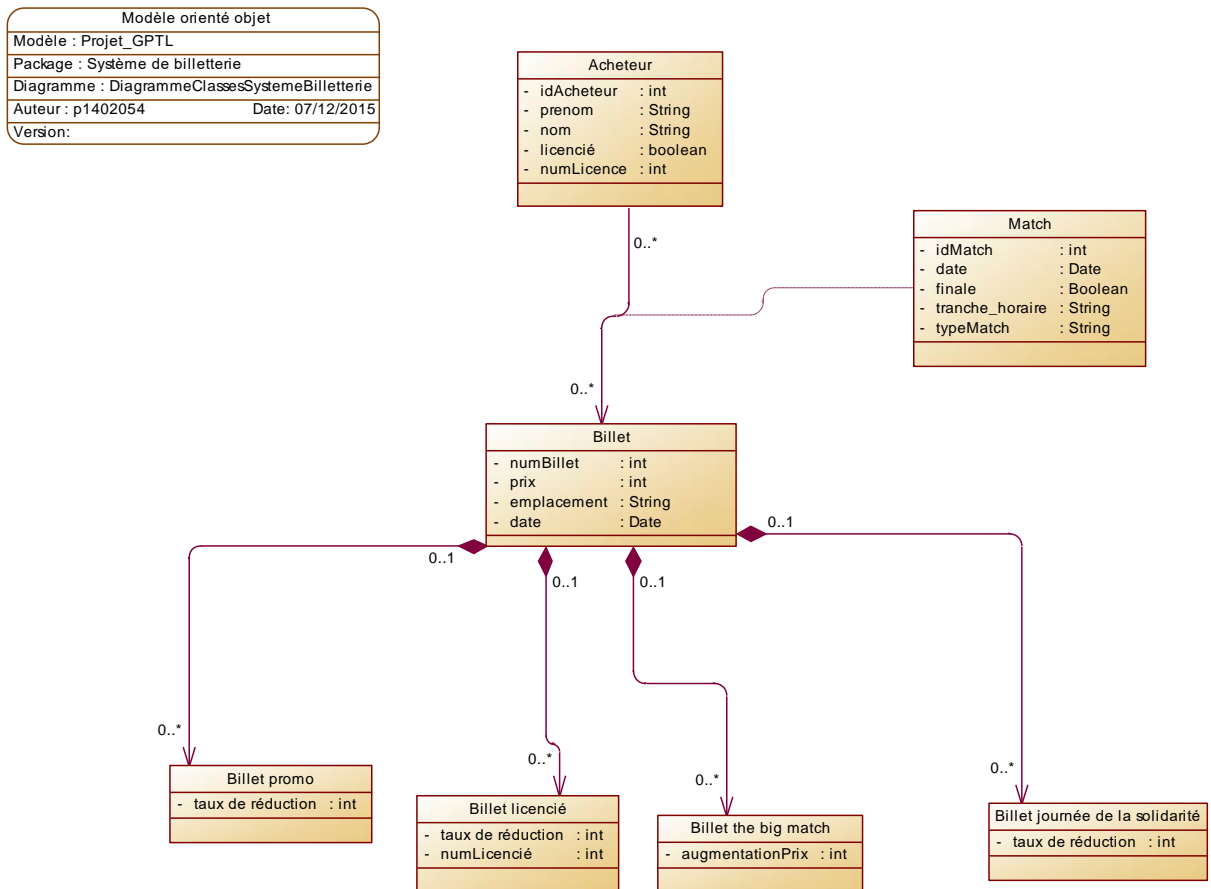 Modèle orienté objet
Modèle : Projet_GPTL
Package : Système de billetterie
Diagramme : DiagrammeClassesSystemeBilletterie
Auteur : p1402054 Date: 07/12/2015
Version:
Acheteur
- idAcheteur : int
- prenom : String
- nom : String
- licencié : boolean
- numLicence : int
0..*
Match
- idMatch : int
- date : Date
- finale : Boolean
- tranche_horaire : String
- typeMatch : String
0..*
Billet
- numBillet : int
- prix : int
- emplacement : String
- date : Date
0..1
0..1
0..1
0..1
0..*
0..*
0..*
0..*
Billet promo
- taux de réduction : int
Billet licencié
- taux de réduction : int
- numLicencié : int
Billet the big match
- augmentationPrix : int
Billet journée de la solidarité
- taux de réduction : int